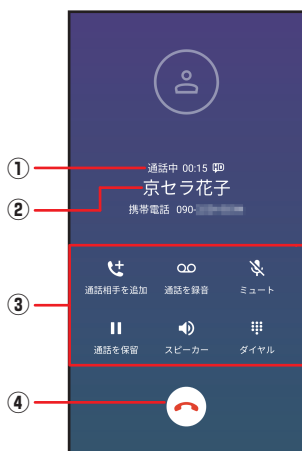 ① 通話中 00:15 HD
② 京セラ花子
携帯電話 090-
③
通話相手を追加 通話を録音 ミュート
通話を保留 スピーカー ダイヤル
④